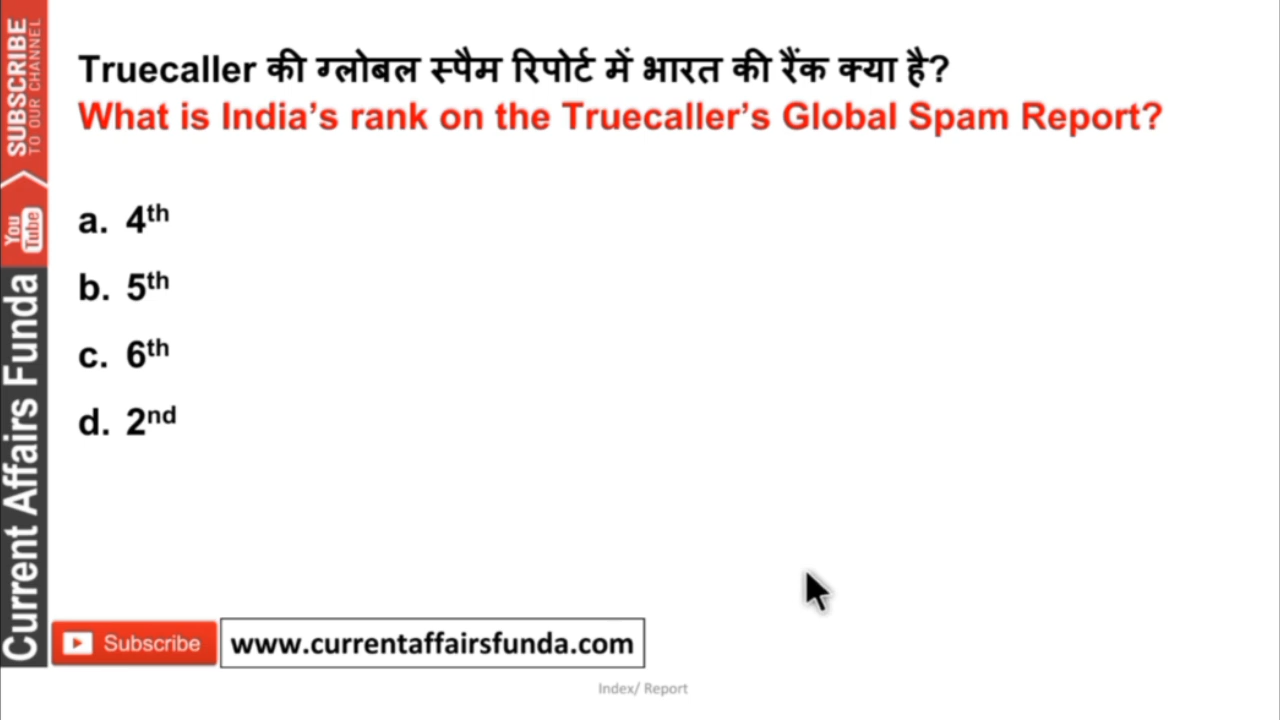 Truecaller की ग्लोबल स्पैम रिपोर्ट में भारत की रैंक क्या है?
What is India’s rank on the Truecaller’s Global Spam Report?
a. 4th
b. 5th
c. 6th
d. 2nd
SUBSCRIBE
TO OUR CHANNEL
You
Tube
Current Affairs Funda
Subscribe
www.currentaffairsfunda.com
Index/ Report